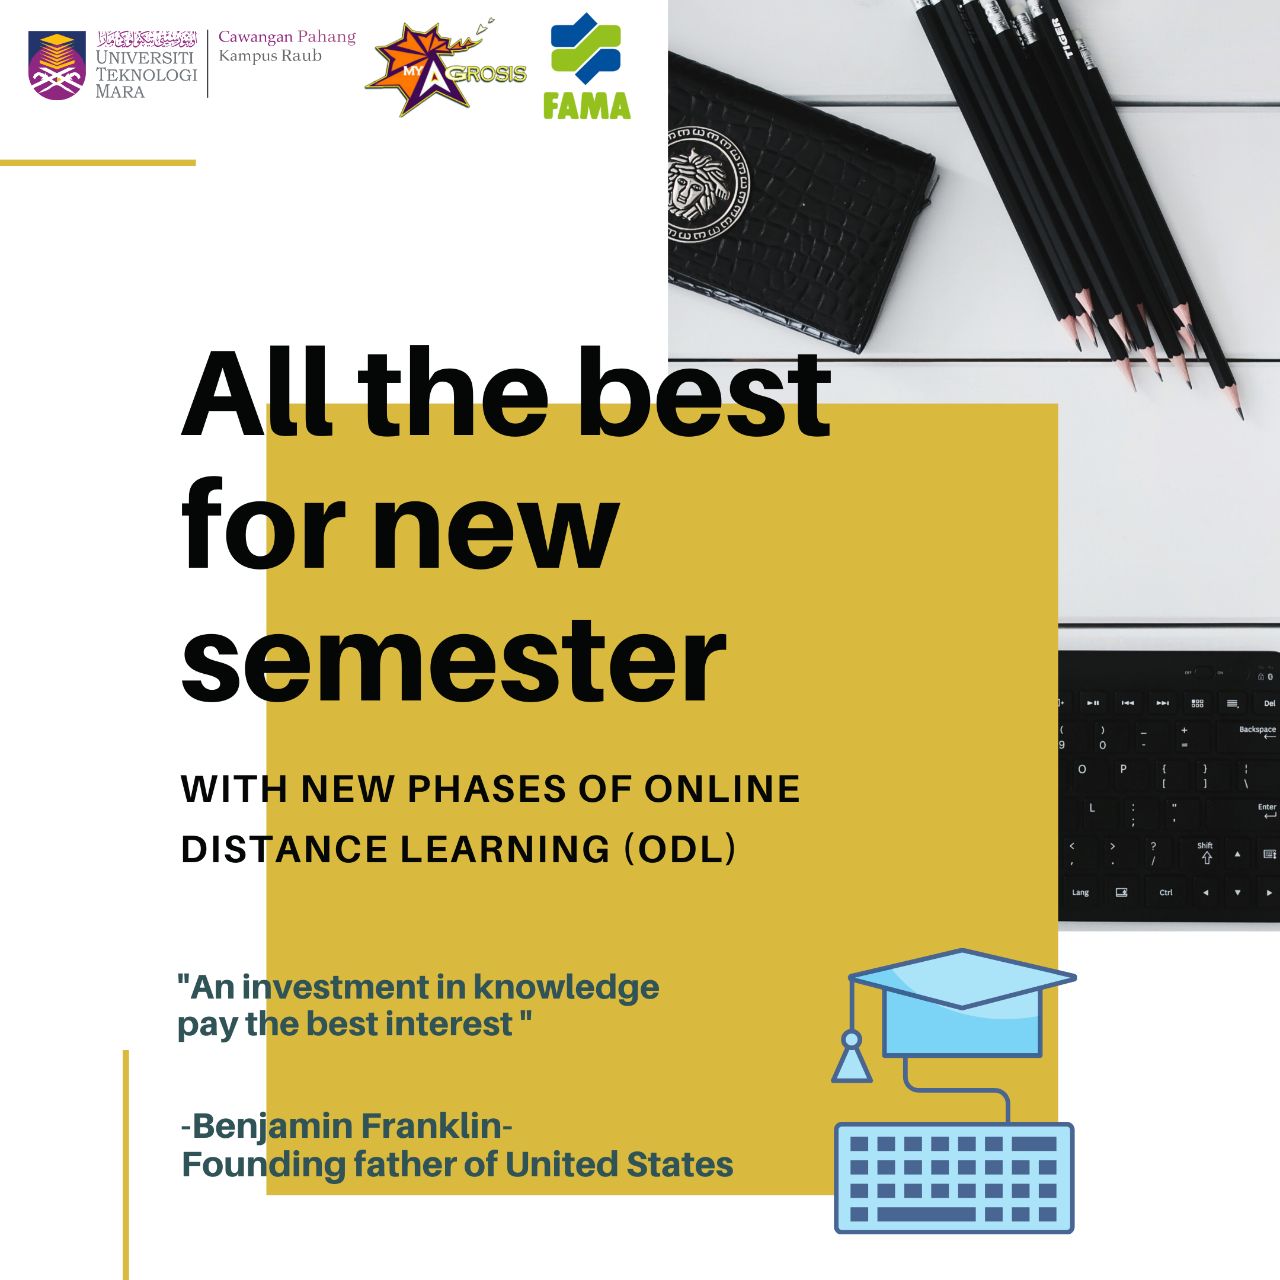 UNIVERSITI
TEKNOLOGI
MARA
Cawangan Pahang
Kampus Raub
MY AGROSIS
FAMA
TIGER
All the best
for new
semester
WITH NEW PHASES OF ONLINE
DISTANCE LEARNING (ODL)
"An investment in knowledge
pay the best interest "
-Benjamin Franklin-
Founding father of United States
Del
( ) _ +
9 0 - =
Backspace
O P { } ¦
[ ] \
L : "
; '
Enter
< > ?
, . /
Shift
Lang
Ctrl